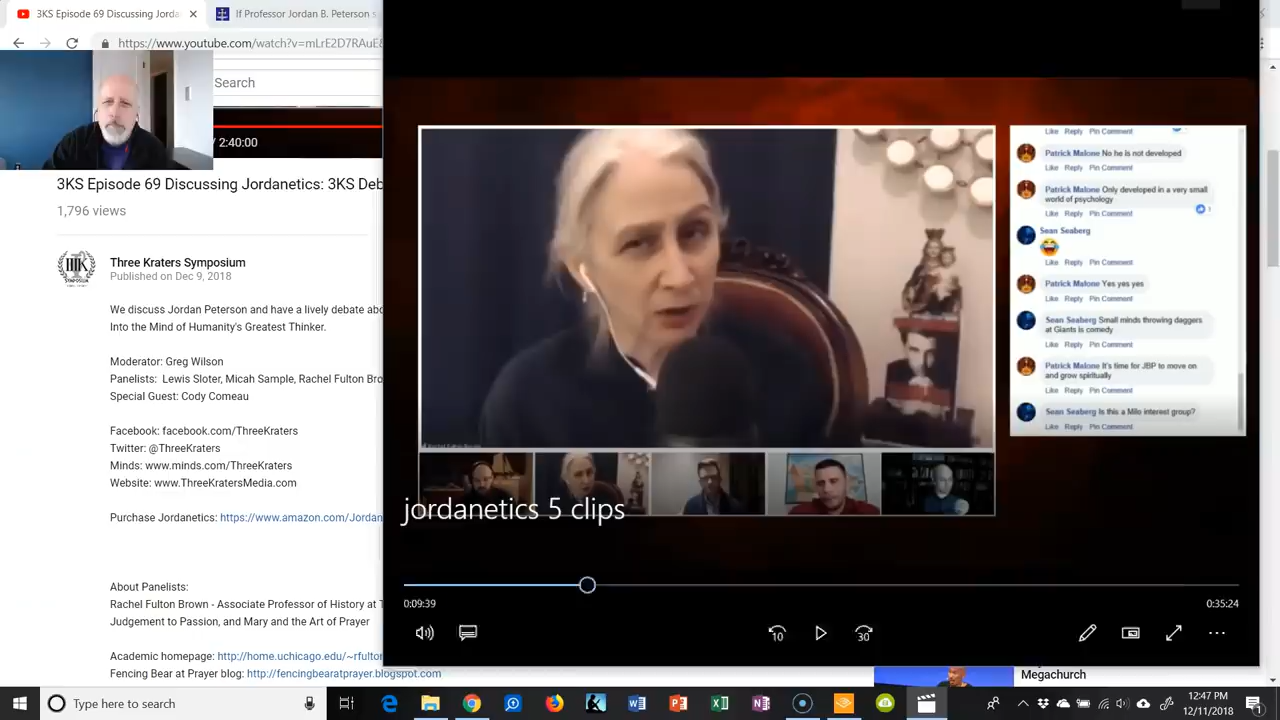 3KS Episode 69 Discussing Jorda
If Professor Jordan B. Peterson s
https://www.youtube.com/watch?v=mLrE2D7RAuE&
Search
/ 2:40:00
3KS Episode 69 Discussing Jordanetics: 3KS Deb
1,796 views
Three Kraters Symposium
Published on Dec 9, 2018
We discuss Jordan Peterson and have a lively debate abo
Into the Mind of Humanity's Greatest Thinker.
Moderator: Greg Wilson
Panelists: Lewis Sloter, Micah Sample, Rachel Fulton Bro
Special Guest: Cody Comeau
Facebook: facebook.com/ThreeKraters
Twitter: @ThreeKraters
Minds: www.minds.com/ThreeKraters
Website: www.ThreeKratersMedia.com
Purchase Jordanetics: https://www.amazon.com/Jordan
About Panelists:
Rachel Fulton Brown - Associate Professor of History at T
Judgement to Passion, and Mary and the Art of Prayer
Academic homepage: http://home.uchicago.edu/~rfulton
Fencing Bear at Prayer blog: http://fencingbearatprayer.blogspot.com
Like Reply Pin Comment
Patrick Malone No he is not developed
Like Reply Pin Comment
Patrick Malone Only developed in a very small
world of psychology
1
Like Reply Pin Comment
Sean Seaberg
Like Reply Pin Comment
Patrick Malone Yes yes yes
Like Reply Pin Comment
Sean Seaberg Small minds throwing daggers
at Giants is comedy
Like Reply Pin Comment
Patrick Malone It's time for JBP to move on
and grow spiritually
Like Reply Pin Comment
Sean Seaberg Is this a Milo interest group?
Like Reply Pin Comment
jordanetics 5 clips
0:09:39
0:35:24
10
30
Megachurch
Type here to search
12:47 PM
12/11/2018